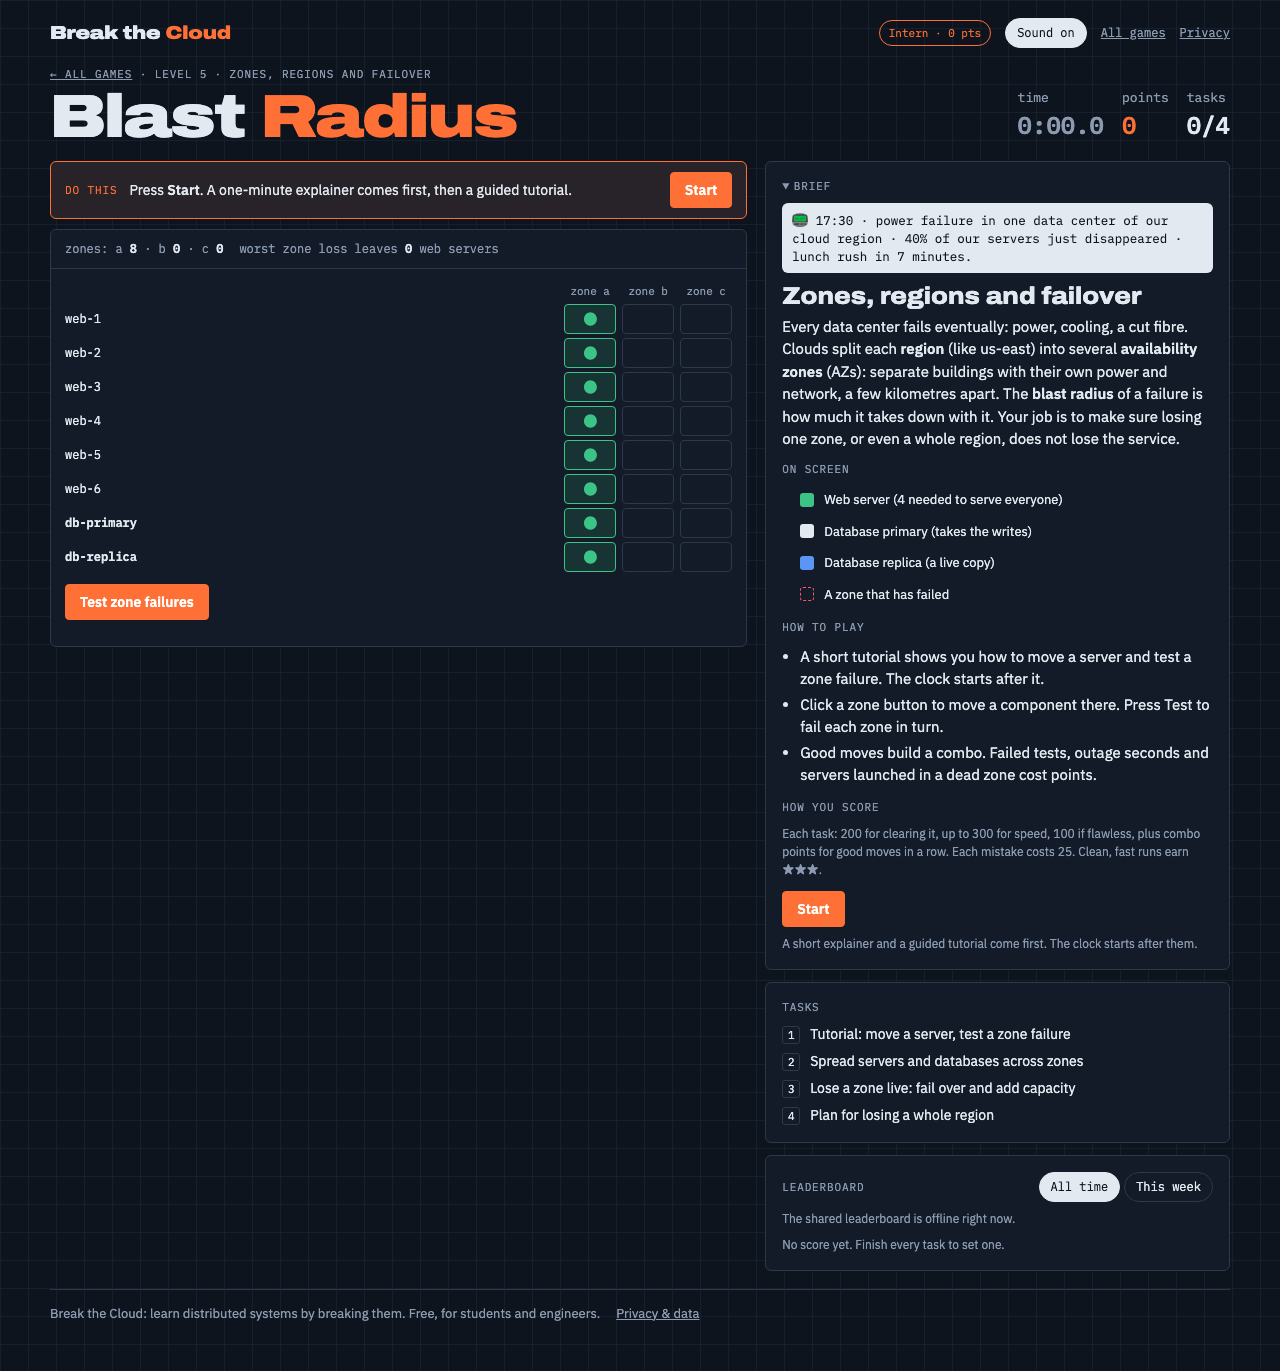 Break the Cloud
Intern · 0 pts
Sound on
All games
Privacy
← ALL GAMES · LEVEL 5 · ZONES, REGIONS AND FAILOVER
Blast Radius
time
0:00.0
points
0
tasks
0/4
DO THIS Press Start. A one-minute explainer comes first, then a guided tutorial.
Start
zones: a 8 · b 0 · c 0 worst zone loss leaves 0 web servers
zone a zone b zone c
web-1
web-2
web-3
web-4
web-5
web-6
db-primary
db-replica
Test zone failures
▼ BRIEF
17:30 · power failure in one data center of our
cloud region · 40% of our servers just disappeared ·
lunch rush in 7 minutes.
Zones, regions and failover
Every data center fails eventually: power, cooling, a cut fibre.
Clouds split each region (like us-east) into several availability
zones (AZs): separate buildings with their own power and
network, a few kilometres apart. The blast radius of a failure is
how much it takes down with it. Your job is to make sure losing
one zone, or even a whole region, does not lose the service.
ON SCREEN
Web server (4 needed to serve everyone)
Database primary (takes the writes)
Database replica (a live copy)
A zone that has failed
HOW TO PLAY
• A short tutorial shows you how to move a server and test a
zone failure. The clock starts after it.
• Click a zone button to move a component there. Press Test to
fail each zone in turn.
• Good moves build a combo. Failed tests, outage seconds and
servers launched in a dead zone cost points.
HOW YOU SCORE
Each task: 200 for clearing it, up to 300 for speed, 100 if flawless, plus combo
points for good moves in a row. Each mistake costs 25. Clean, fast runs earn
★★★.
Start
A short explainer and a guided tutorial come first. The clock starts after them.
TASKS
1 Tutorial: move a server, test a zone failure
2 Spread servers and databases across zones
3 Lose a zone live: fail over and add capacity
4 Plan for losing a whole region
LEADERBOARD
All time
This week
The shared leaderboard is offline right now.
No score yet. Finish every task to set one.
Break the Cloud: learn distributed systems by breaking them. Free, for students and engineers. Privacy & data